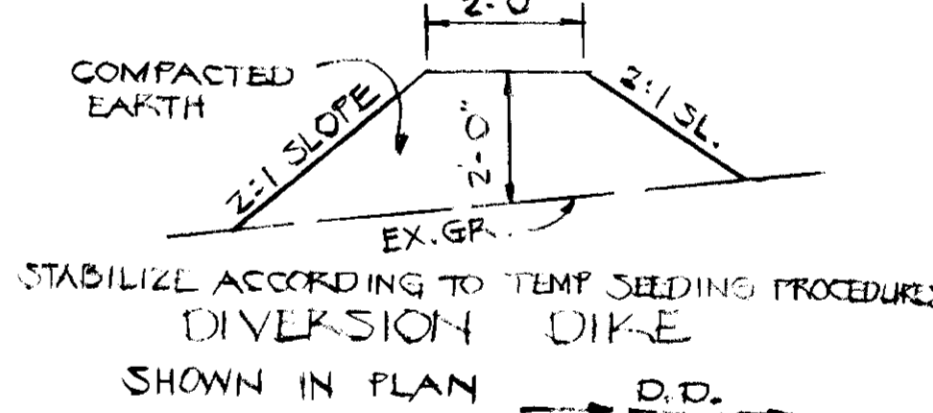 2'-0"
COMPACTED
EARTH
2:1 SLOPE
2'-0"
2:1 SL.
EX. GR.
STABILIZE ACCORDING TO TEMP SEEDING PROCEDURES
DIVERSION DIKE
SHOWN IN PLAN D.D.